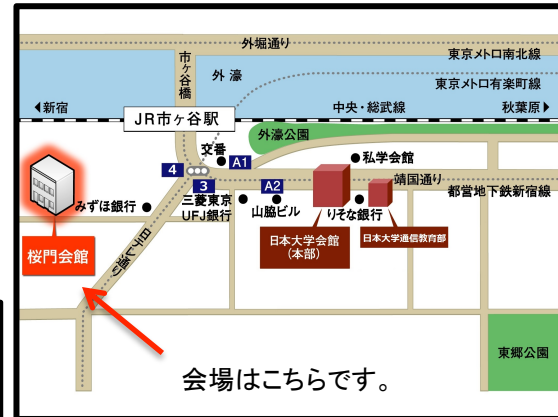 外堀通り
東京メトロ南北線
市ヶ谷橋
外 濠
東京メトロ有楽町線
◀新宿
中央・総武線
秋葉原▶
JR市ヶ谷駅
外濠公園
交番
A1
私学会館
4
靖国通り
3
A2
都営地下鉄新宿線
みずほ銀行
三菱東京
UFJ銀行
山脇ビル
りそな銀行
日本大学会館
(本部)
日本大学通信教育部
桜門会館
日テレ通り
東郷公園
会場はこちらです。